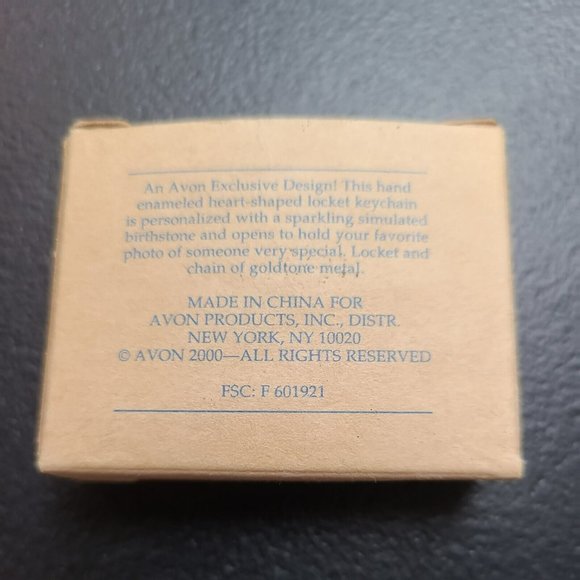 An Avon Exclusive Design! This hand
enameled heart-shaped locket keychain
is personalized with a sparkling simulated
birthstone and opens to hold your favorite
photo of someone very special. Locket and
chain of goldtone metal.
MADE IN CHINA FOR
AVON PRODUCTS, INC., DISTR.
NEW YORK, NY 10020
© AVON 2000—ALL RIGHTS RESERVED
FSC: F 601921